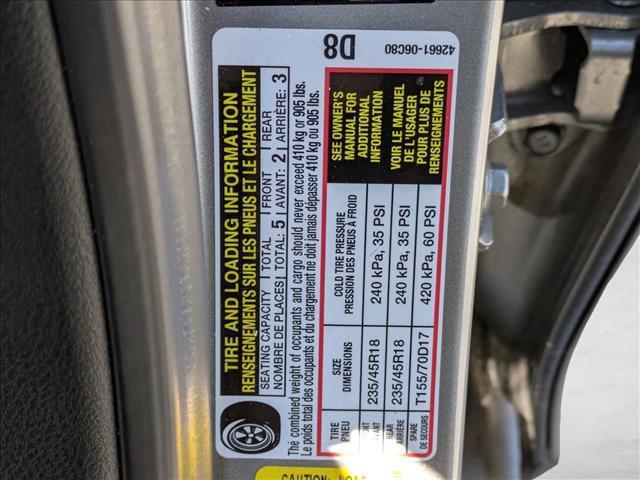 TIRE AND LOADING INFORMATION
RENSEIGNEMENTS SUR LES PNEUS ET LE CHARGEMENT
SEATING CAPACITY | TOTAL | FRONT | REAR
NOMBRE DE PLACES | TOTAL: 5 | AVANT: 2 | ARRIÈRE: 3
The combined weight of occupants and cargo should never exceed 410 kg or 905 lbs.
Le poids total des occupants et du chargement ne doit jamais dépasser 410 kg ou 905 lbs.
TIRE
PNEU
SIZE
DIMENSIONS
COLD TIRE PRESSURE
PRESSION DES PNEUS À FROID
235/45R18
240 kPa, 35 PSI
REAR
ARRIÈRE
235/45R18
240 kPa, 35 PSI
SPARE
DE SECOURS
T155/70D17
420 kPa, 60 PSI
SEE OWNER'S
MANUAL FOR
ADDITIONAL
INFORMATION
VOIR LE MANUEL
DE L'USAGER
POUR PLUS DE
RENSEIGNEMENTS
D8
42661-06C80
CAUTION: